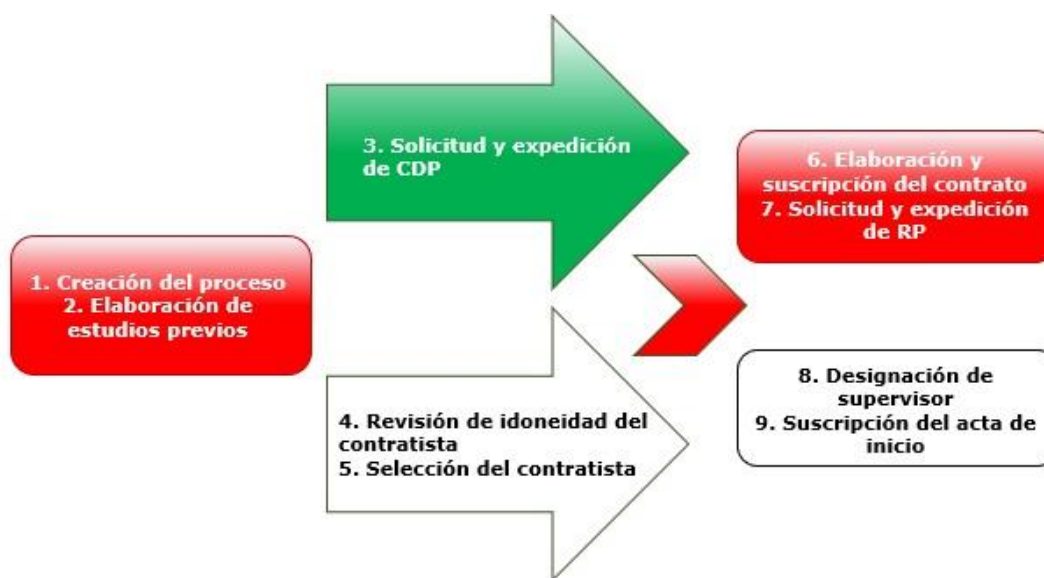 1. Creación del proceso
2. Elaboración de
estudios previos
3. Solicitud y expedición
de CDP
4. Revisión de idoneidad del
contratista
5. Selección del contratista
6. Elaboración y
suscripción del contrato
7. Solicitud y expedición
de RP
8. Designación de
supervisor
9. Suscripción del acta de
inicio